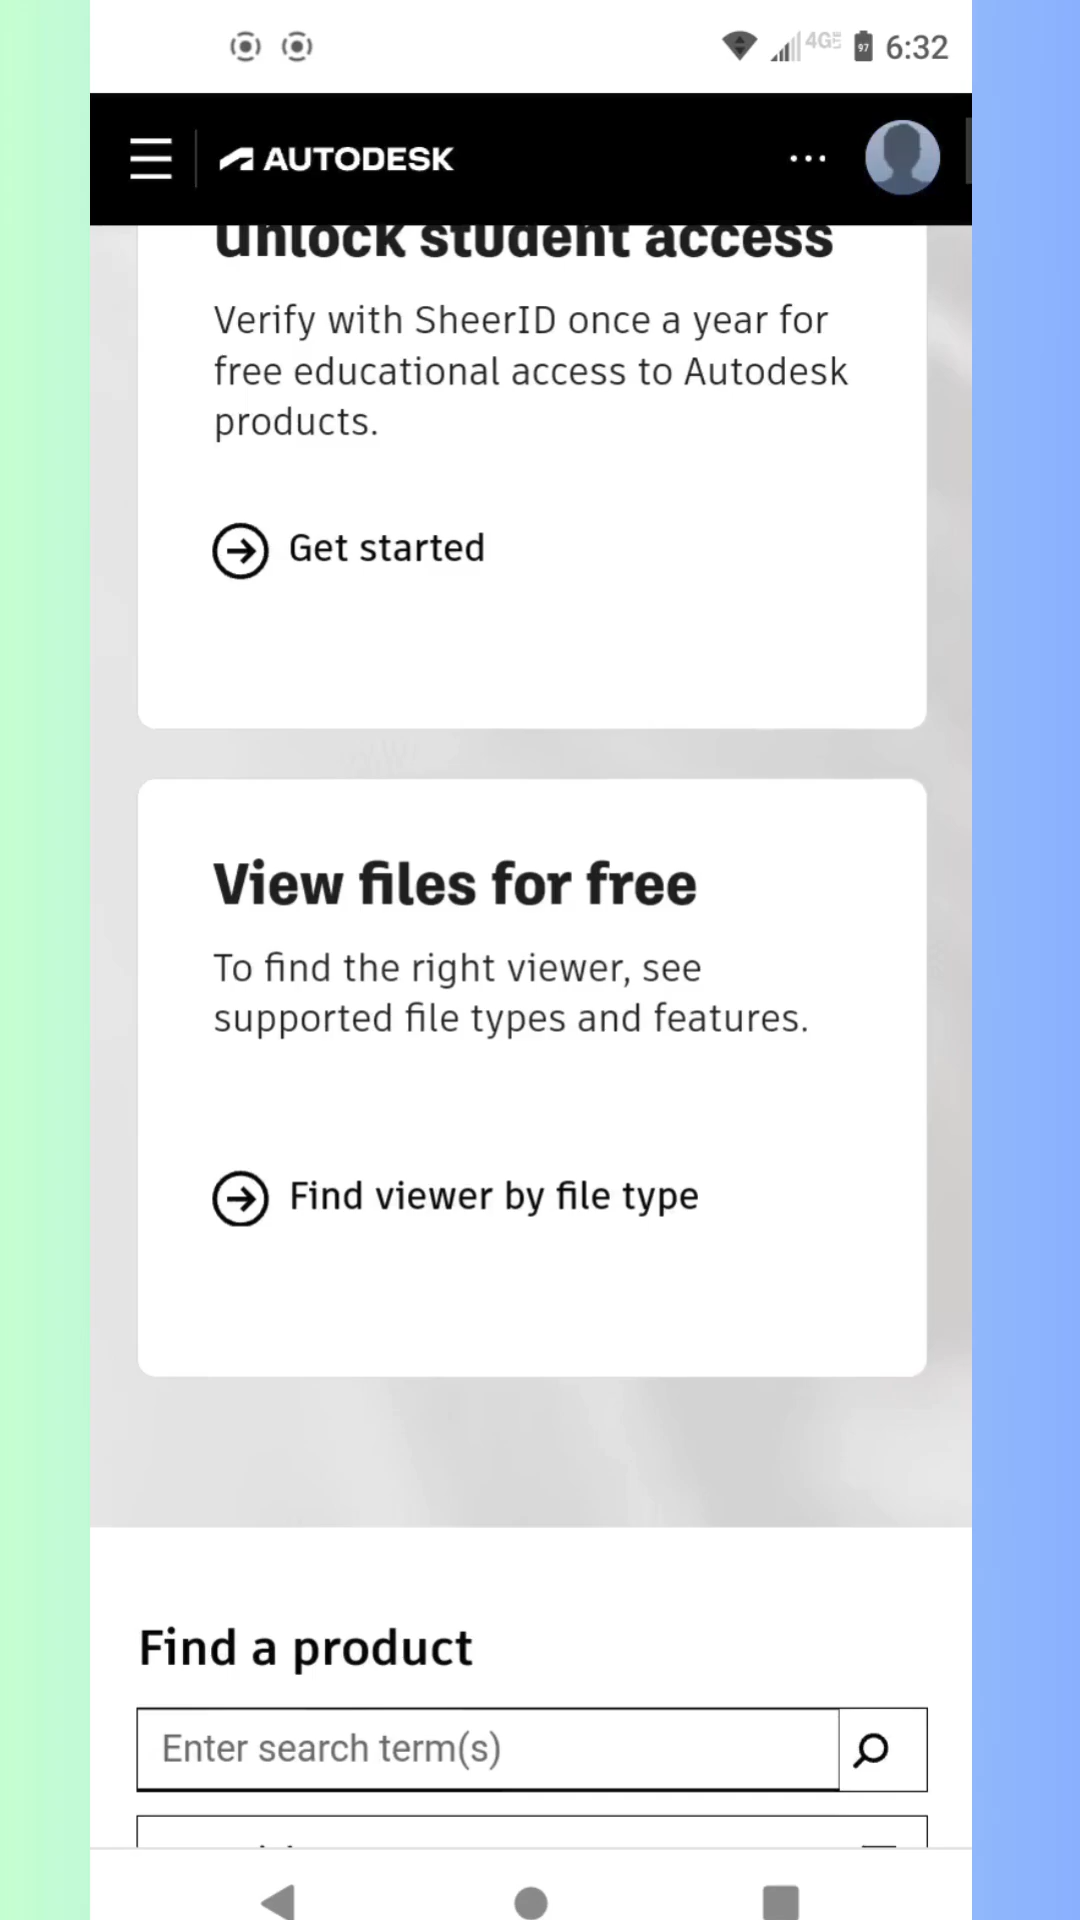 4GE
97
6:32
AUTODESK
Unlock student access
Verify with SheerID once a year for
free educational access to Autodesk
products.
Get started
View files for free
To find the right viewer, see
supported file types and features.
Find viewer by file type
Find a product
Enter search term(s)